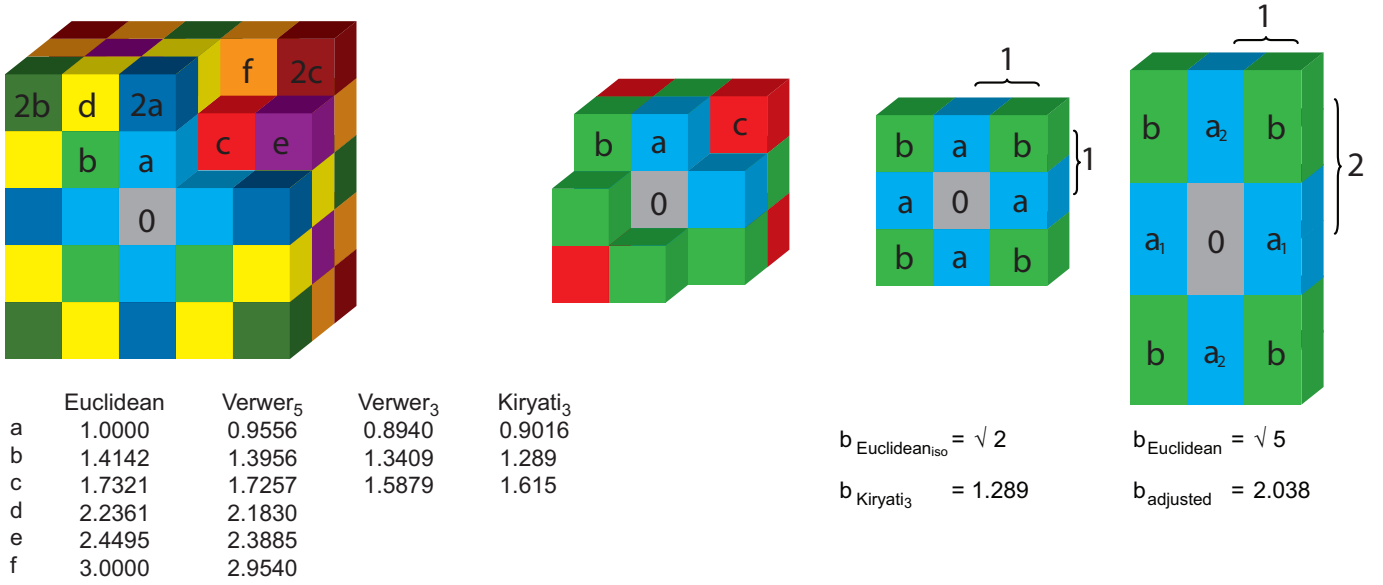 2b d 2a f 2c
b a c e
0
b a c
0
1
b a b
a 0 a
b a b
1
1
b a₂ b
a₁ 0 a₁
b a₂ b
2
Euclidean Verwer₅ Verwer₃ Kiryati₃
a 1.0000 0.9556 0.8940 0.9016
b 1.4142 1.3956 1.3409 1.289
c 1.7321 1.7257 1.5879 1.615
d 2.2361 2.1830
e 2.4495 2.3885
f 3.0000 2.9540
b Euclidean iso = √ 2
b Kiryati₃ = 1.289
b Euclidean = √ 5
b adjusted = 2.038